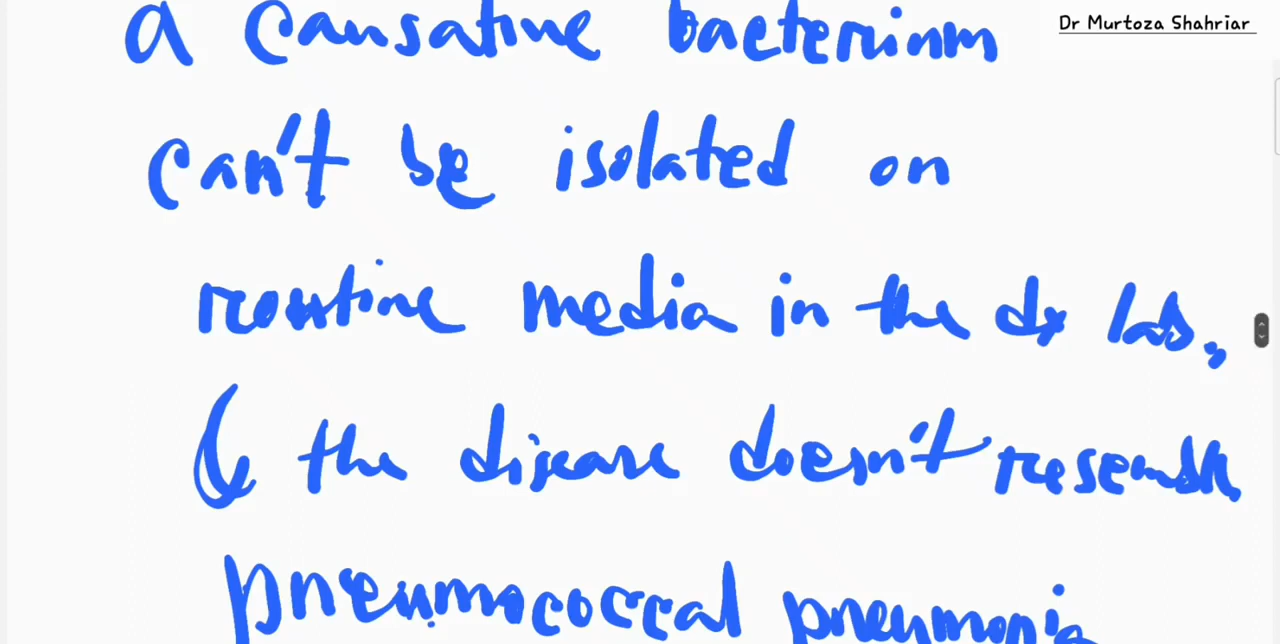 Dr Murtoza Shahriar
a causative bacterium
can't be isolated on
routine media in the dx lab,
& the disease doesn't resemble
pneumococcal pneumonia